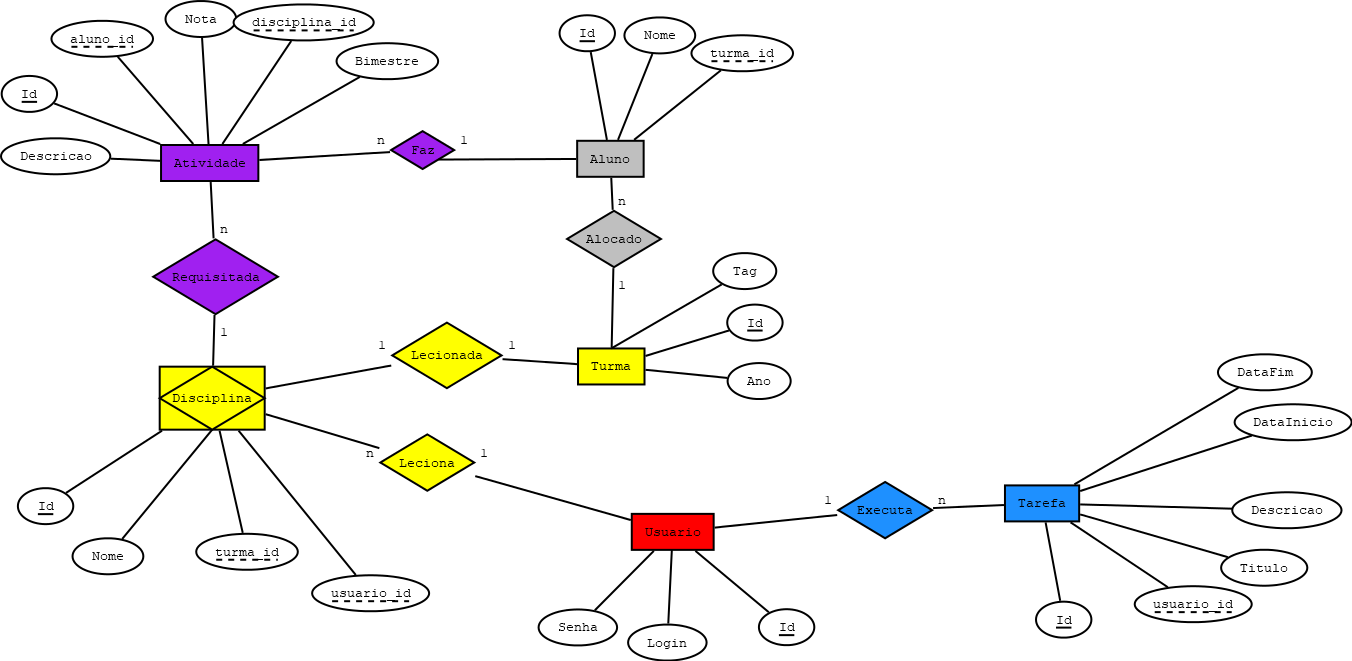 Nota
disciplina_id
aluno_id
Bimestre
Id
Descricao
Atividade
n
Faz
1
Id
Nome
turma_id
Aluno
n
Alocado
1
n
Requisitada
1
Tag
Id
Ano
1
Lecionada
1
Turma
Disciplina
n
Leciona
1
Id
Nome
turma_id
usuario_id
Usuario
Senha
Login
Id
1
Executa
n
Tarefa
DataFim
DataInicio
Descricao
Titulo
usuario_id
Id